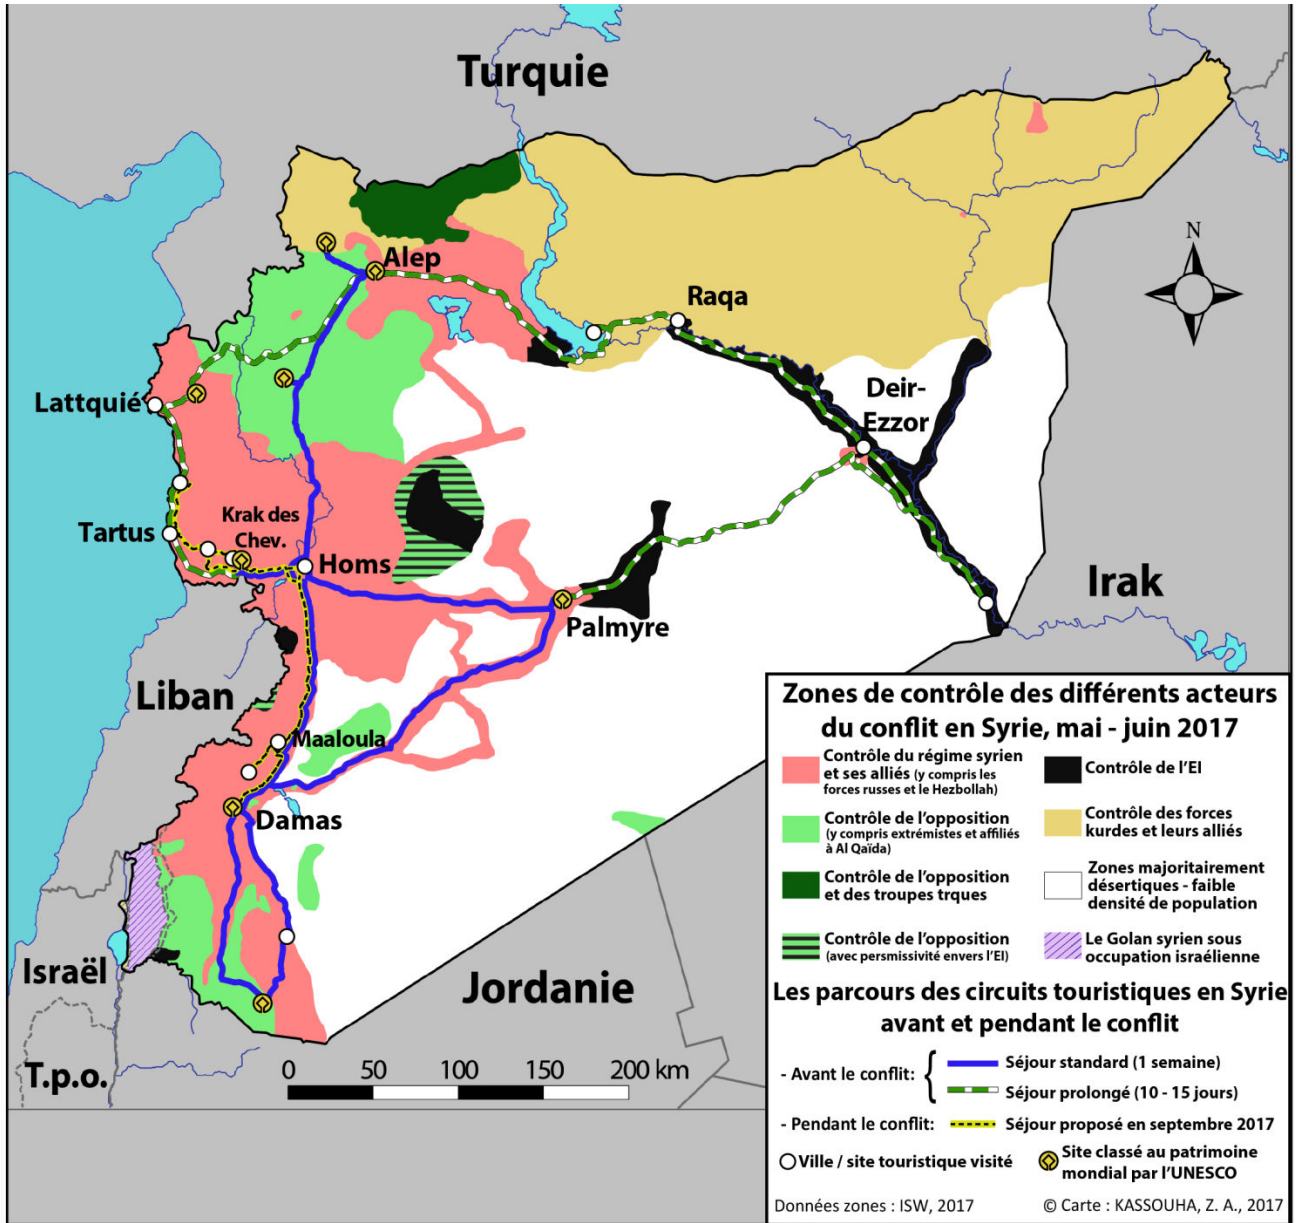 Turquie
N
Alep
Raqa
Deir-
Ezzor
Lattquié
Krak des
Chev.
Tartus
Homs
Irak
Palmyre
Liban
Maaloula
Damas
Israël
Jordanie
T.p.o.
0 50 100 150 200 km
Zones de contrôle des différents acteurs
du conflit en Syrie, mai - juin 2017
Contrôle du régime syrien
et ses alliés (y compris les
forces russes et le Hezbollah)
Contrôle de l'EI
Contrôle de l'opposition
(y compris extrémistes et affiliés
à Al Qaïda)
Contrôle des forces
kurdes et leurs alliés
Contrôle de l'opposition
et des troupes trques
Zones majoritairement
désertiques - faible
densité de population
Contrôle de l'opposition
(avec persmissivité envers l'EI)
Le Golan syrien sous
occupation israélienne
Les parcours des circuits touristiques en Syrie
avant et pendant le conflit
- Avant le conflit:
Séjour standard (1 semaine)
Séjour prolongé (10 - 15 jours)
- Pendant le conflit:
Séjour proposé en septembre 2017
Ville / site touristique visité
Site classé au patrimoine
mondial par l'UNESCO
Données zones : ISW, 2017
© Carte : KASSOUHA, Z. A., 2017